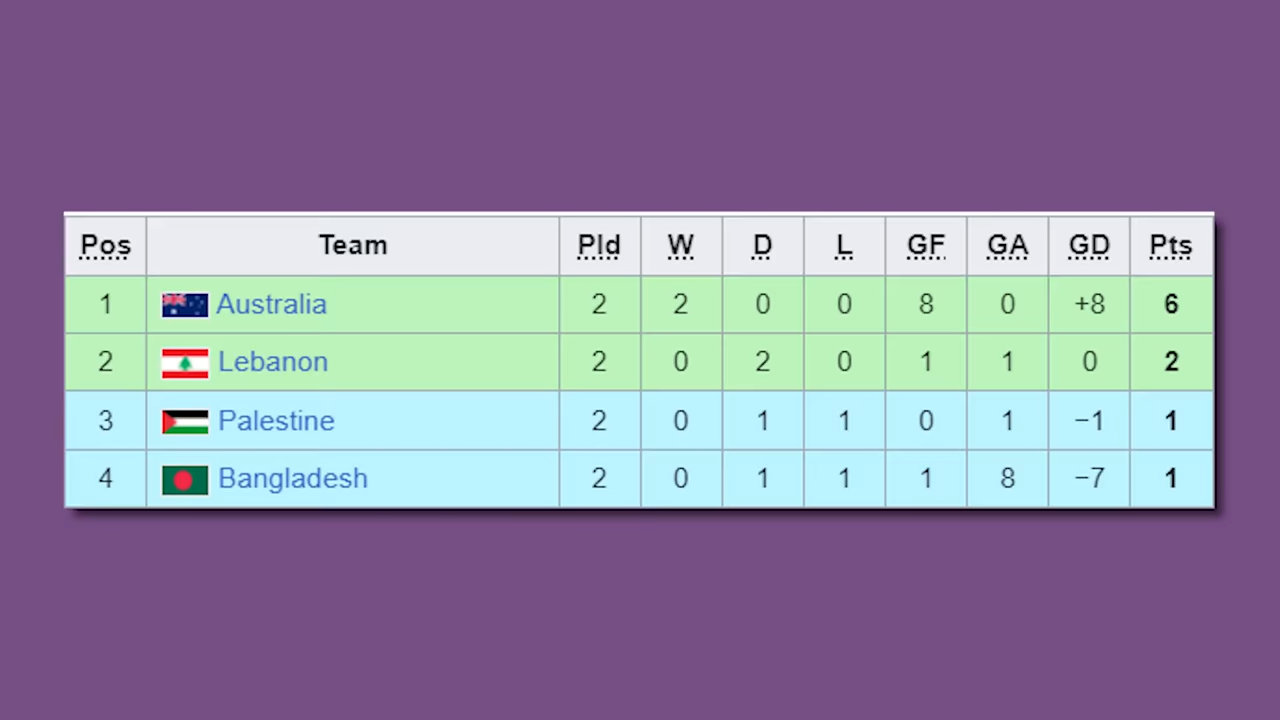 Pos Team Pld W D L GF GA GD Pts
1 Australia 2 2 0 0 8 0 +8 6
2 Lebanon 2 0 2 0 1 1 0 2
3 Palestine 2 0 1 1 0 1 −1 1
4 Bangladesh 2 0 1 1 1 8 −7 1